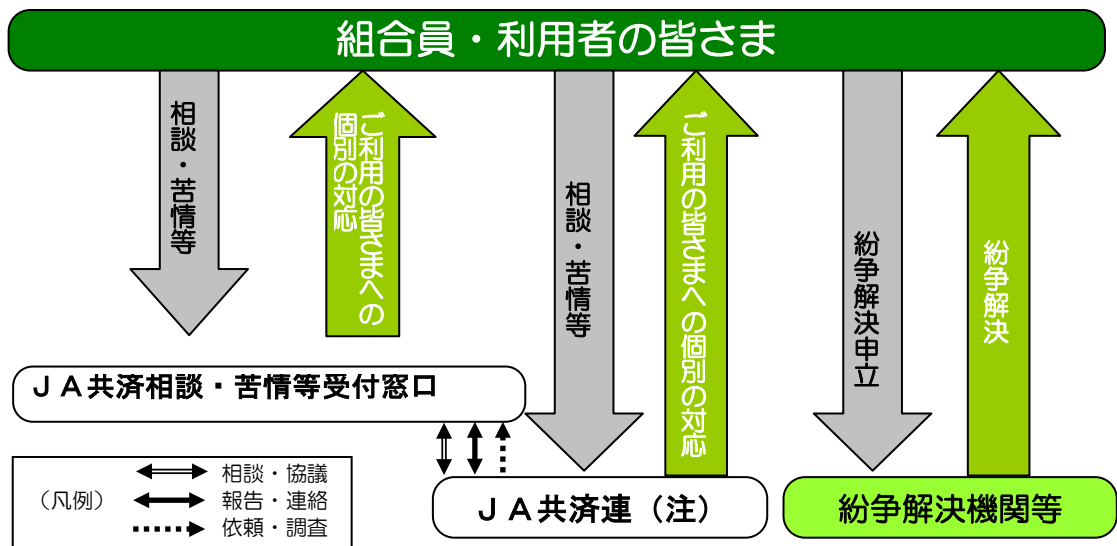 組合員・利用者の皆さま
相談・苦情等
ご利用の皆さまへの
個別の対応
相談・苦情等
ご利用の皆さまへの個別の対応
紛争解決申立
紛争解決
ＪＡ共済相談・苦情等受付窓口
（凡例）
相談・協議
報告・連絡
依頼・調査
ＪＡ共済連（注）
紛争解決機関等